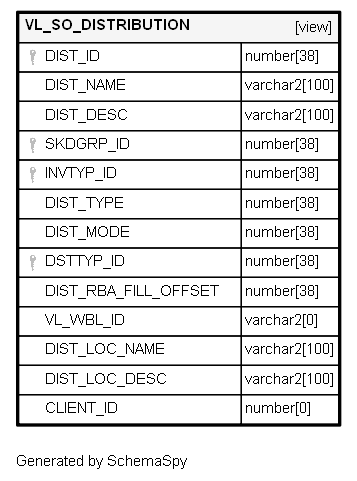 VL_SO_DISTRIBUTION [view]
DIST_ID number[38]
DIST_NAME varchar2[100]
DIST_DESC varchar2[100]
SKDGRP_ID number[38]
INVTYP_ID number[38]
DIST_TYPE number[38]
DIST_MODE number[38]
DSTTYP_ID number[38]
DIST_RBA_FILL_OFFSET number[38]
VL_WBL_ID varchar2[0]
DIST_LOC_NAME varchar2[100]
DIST_LOC_DESC varchar2[100]
CLIENT_ID number[0]
Generated by SchemaSpy